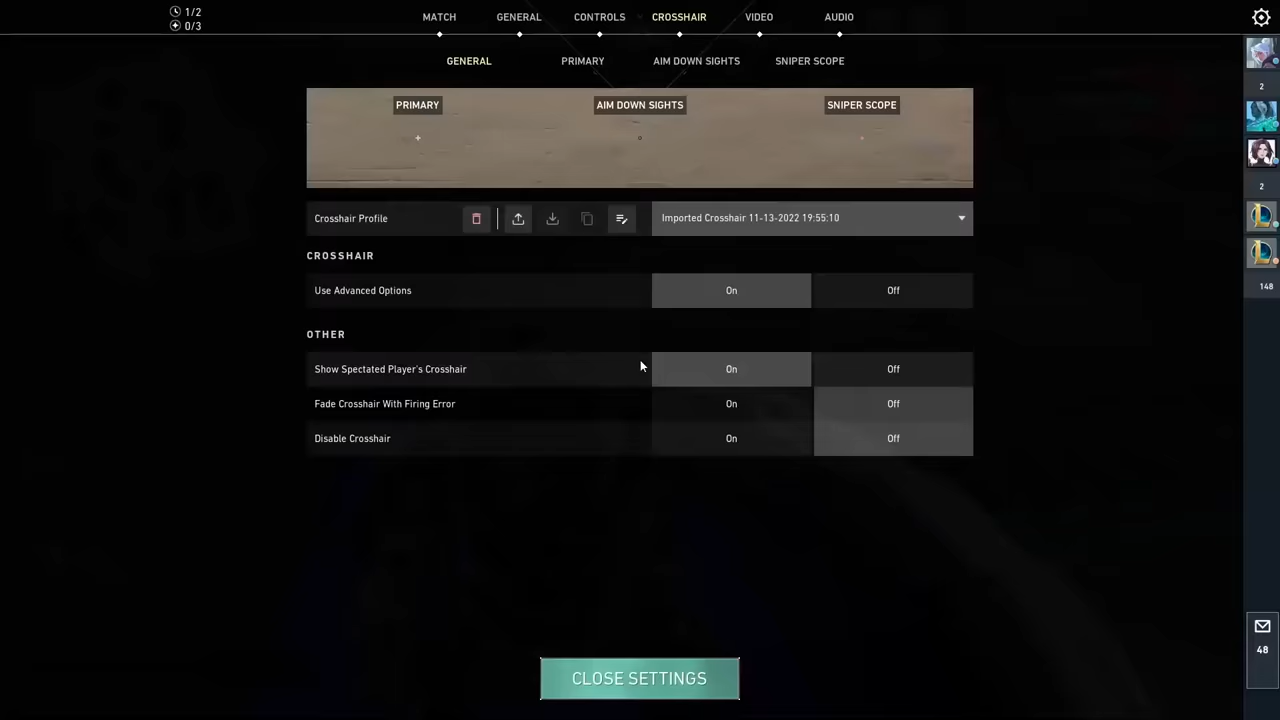 1/2
0/3
MATCH GENERAL CONTROLS CROSSHAIR VIDEO AUDIO
GENERAL PRIMARY AIM DOWN SIGHTS SNIPER SCOPE
PRIMARY AIM DOWN SIGHTS SNIPER SCOPE
Crosshair Profile Imported Crosshair 11-13-2022 19:55:10
CROSSHAIR
Use Advanced Options On Off
OTHER
Show Spectated Player's Crosshair On Off
Fade Crosshair With Firing Error On Off
Disable Crosshair On Off
CLOSE SETTINGS
2
2
148
48